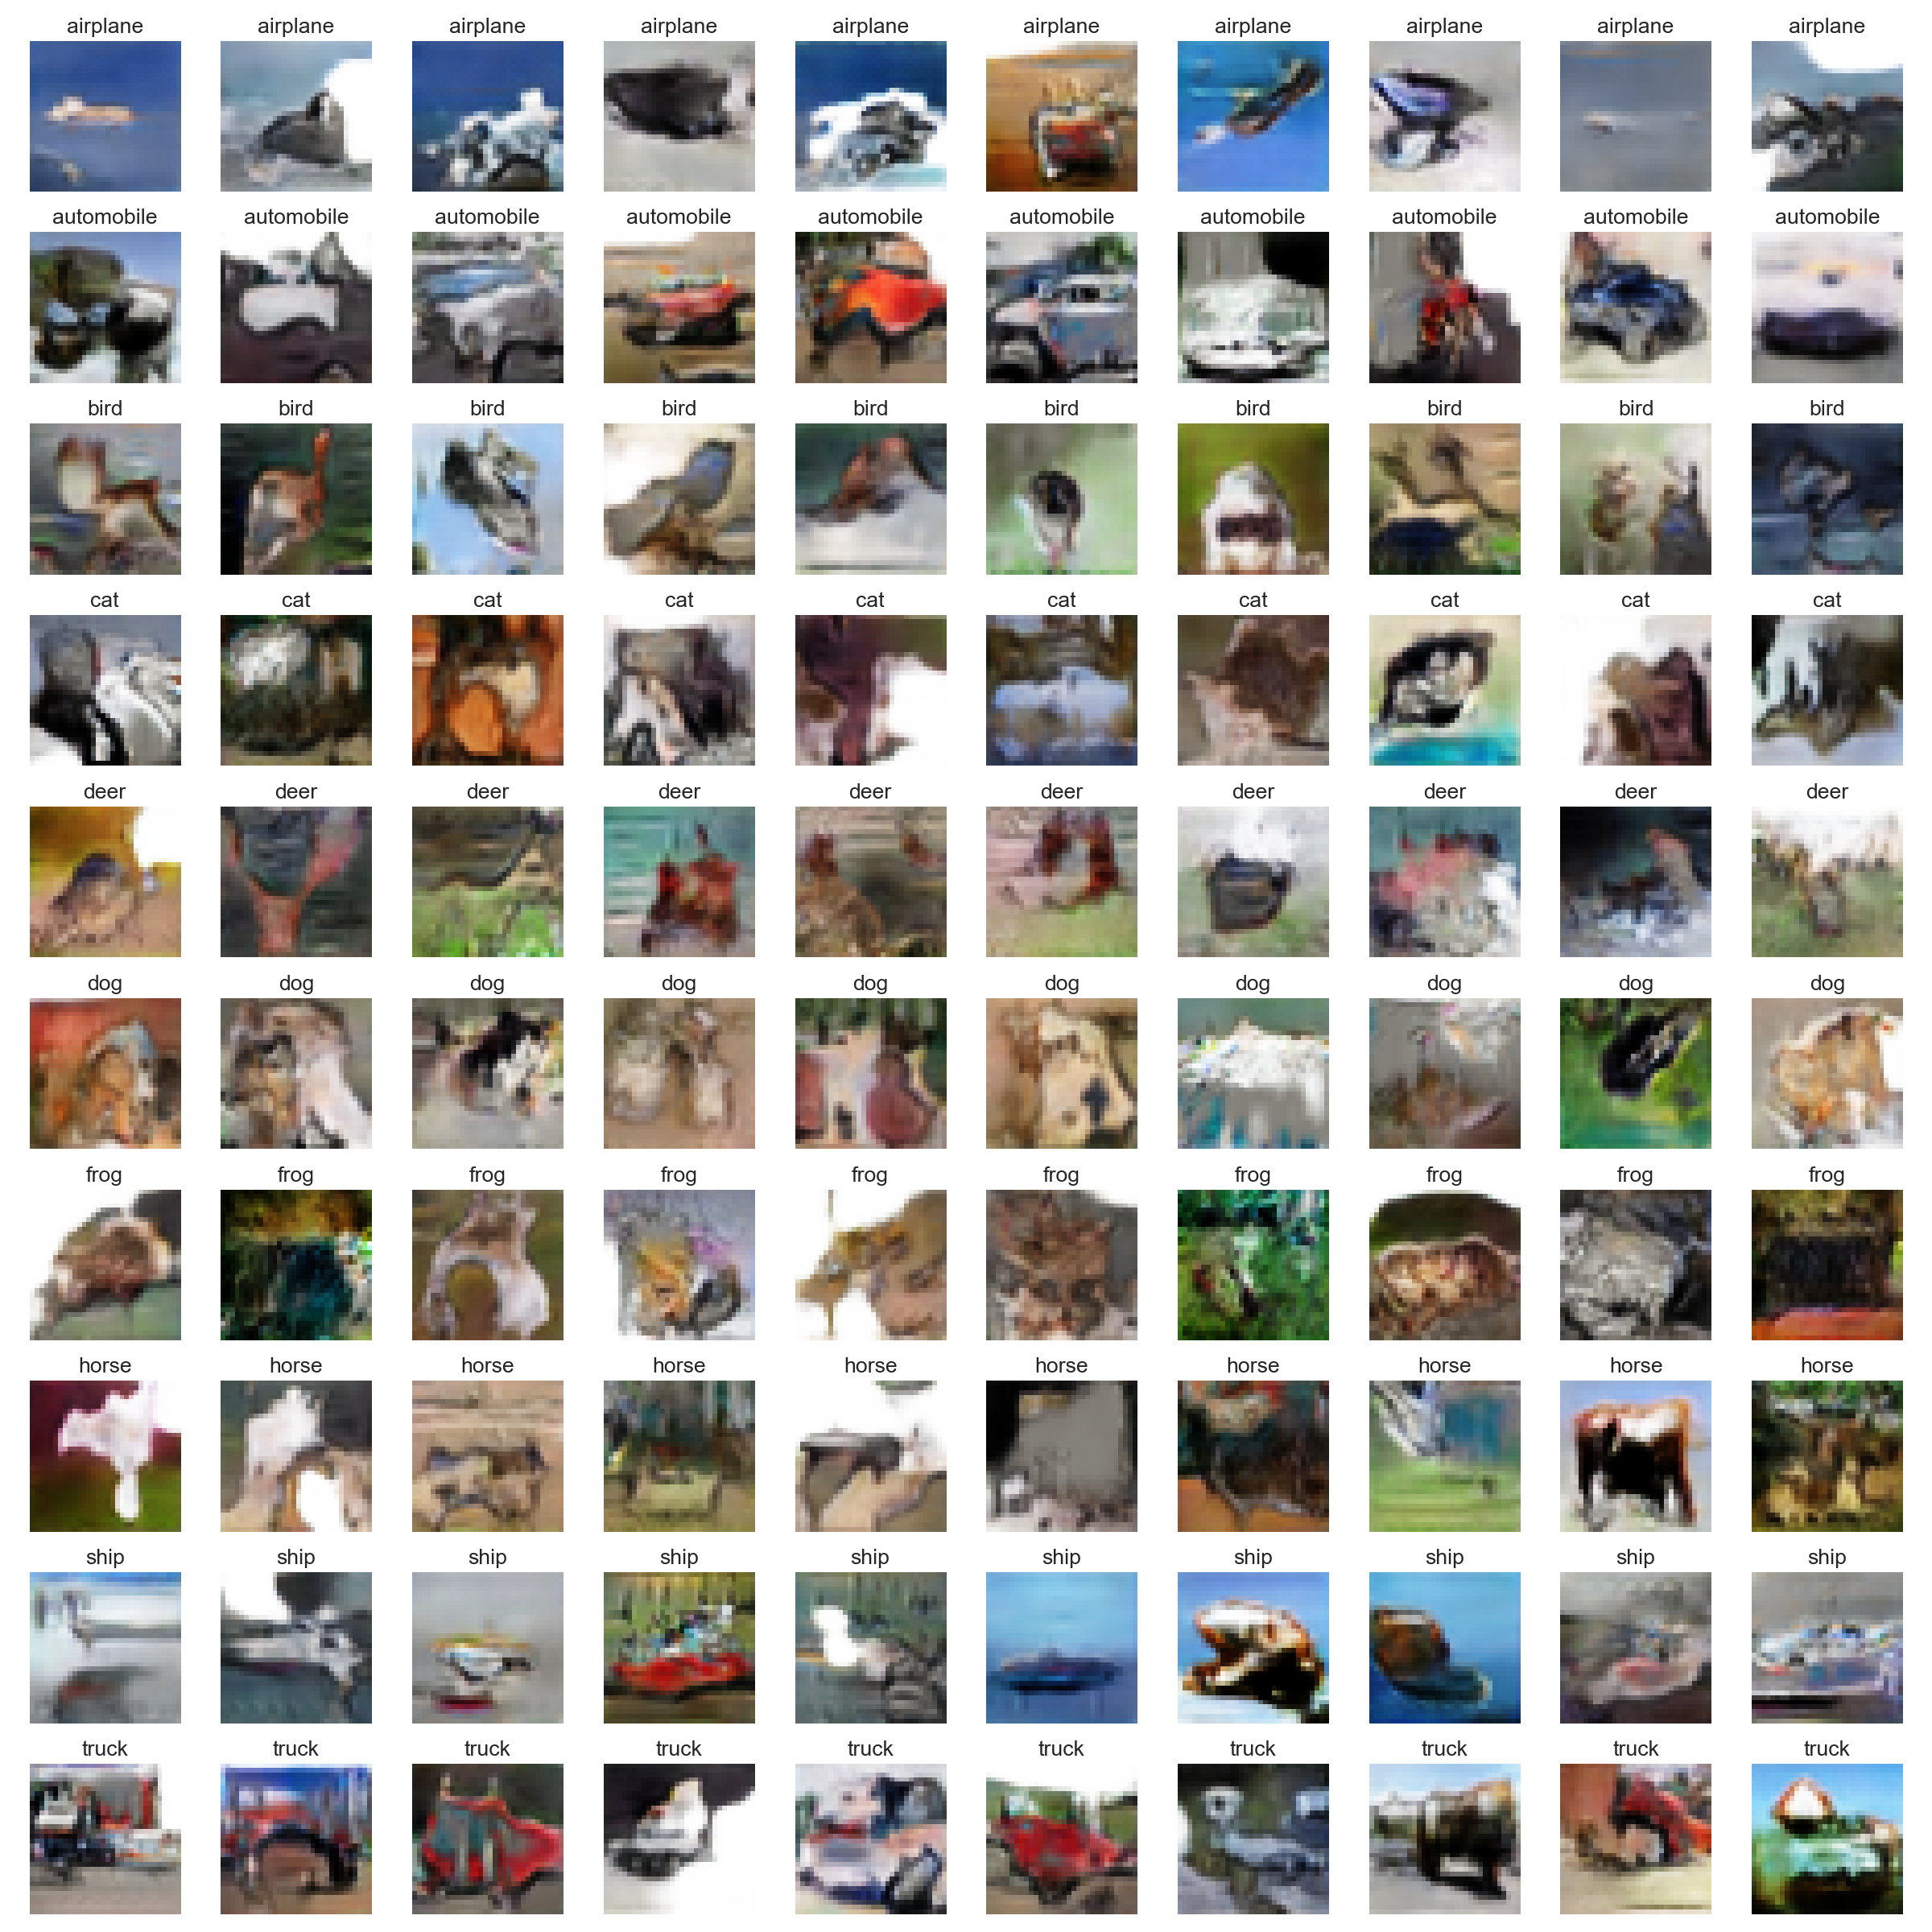 airplane airplane airplane airplane airplane airplane airplane airplane airplane airplane
automobile automobile automobile automobile automobile automobile automobile automobile automobile automobile
bird bird bird bird bird bird bird bird bird bird
cat cat cat cat cat cat cat cat cat cat
deer deer deer deer deer deer deer deer deer deer
dog dog dog dog dog dog dog dog dog dog
frog frog frog frog frog frog frog frog frog frog
horse horse horse horse horse horse horse horse horse horse
ship ship ship ship ship ship ship ship ship ship
truck truck truck truck truck truck truck truck truck truck